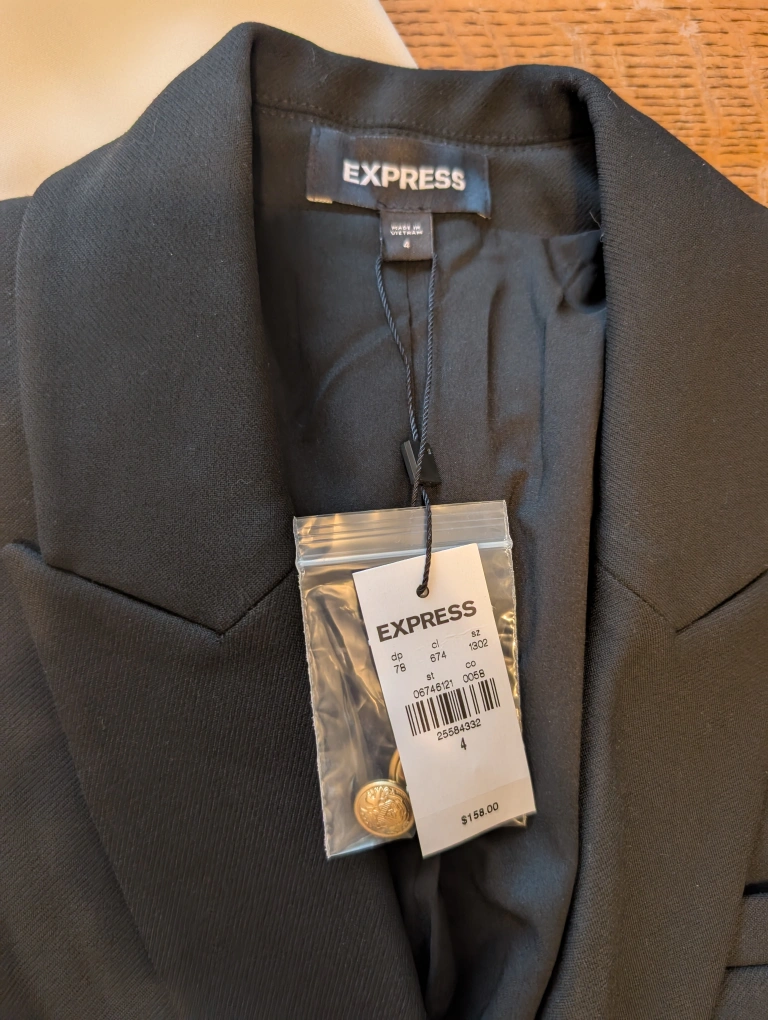 EXPRESS
MADE IN
VIETNAM
4
EXPRESS
dp cl sz
78 674 1302
st co
06746121 0058
25584332
4
$158.00